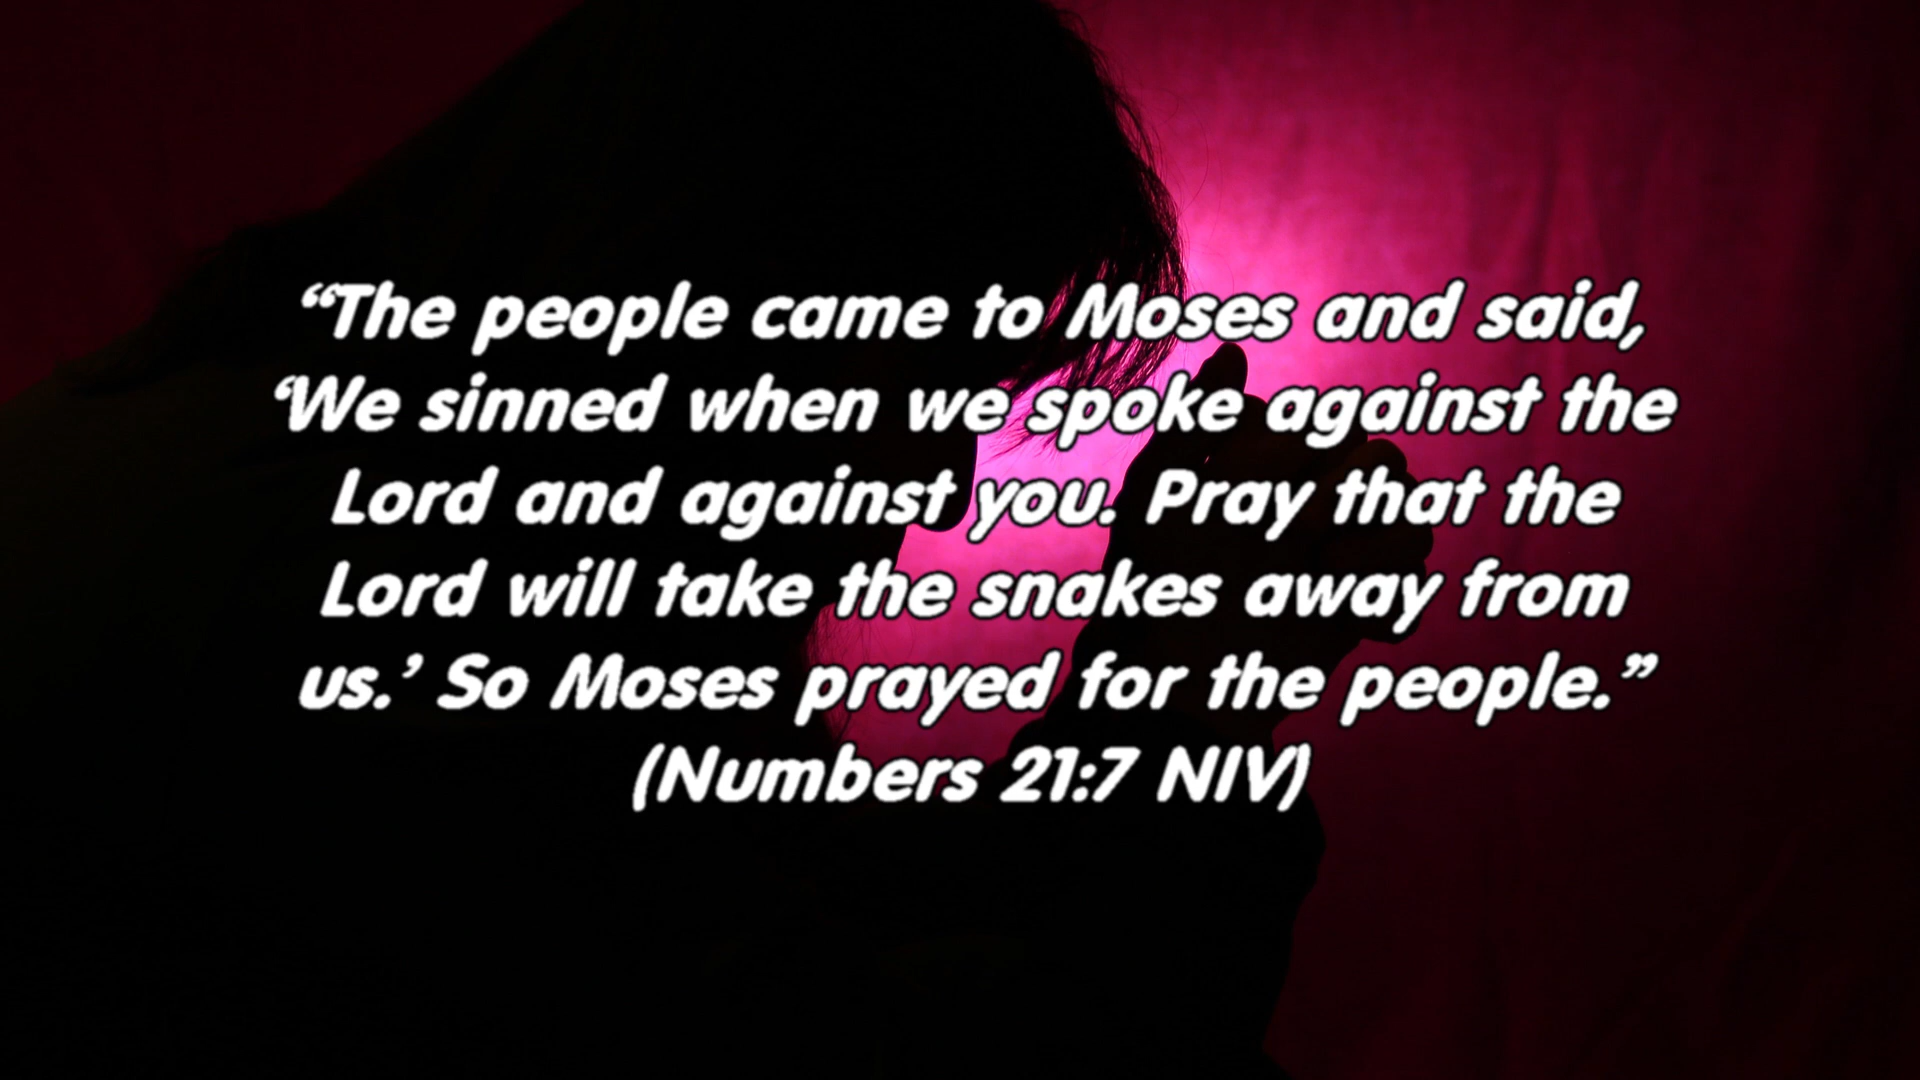 “The people came to Moses and said,
‘We sinned when we spoke against the
Lord and against you. Pray that the
Lord will take the snakes away from
us.’ So Moses prayed for the people.”
(Numbers 21:7 NIV)